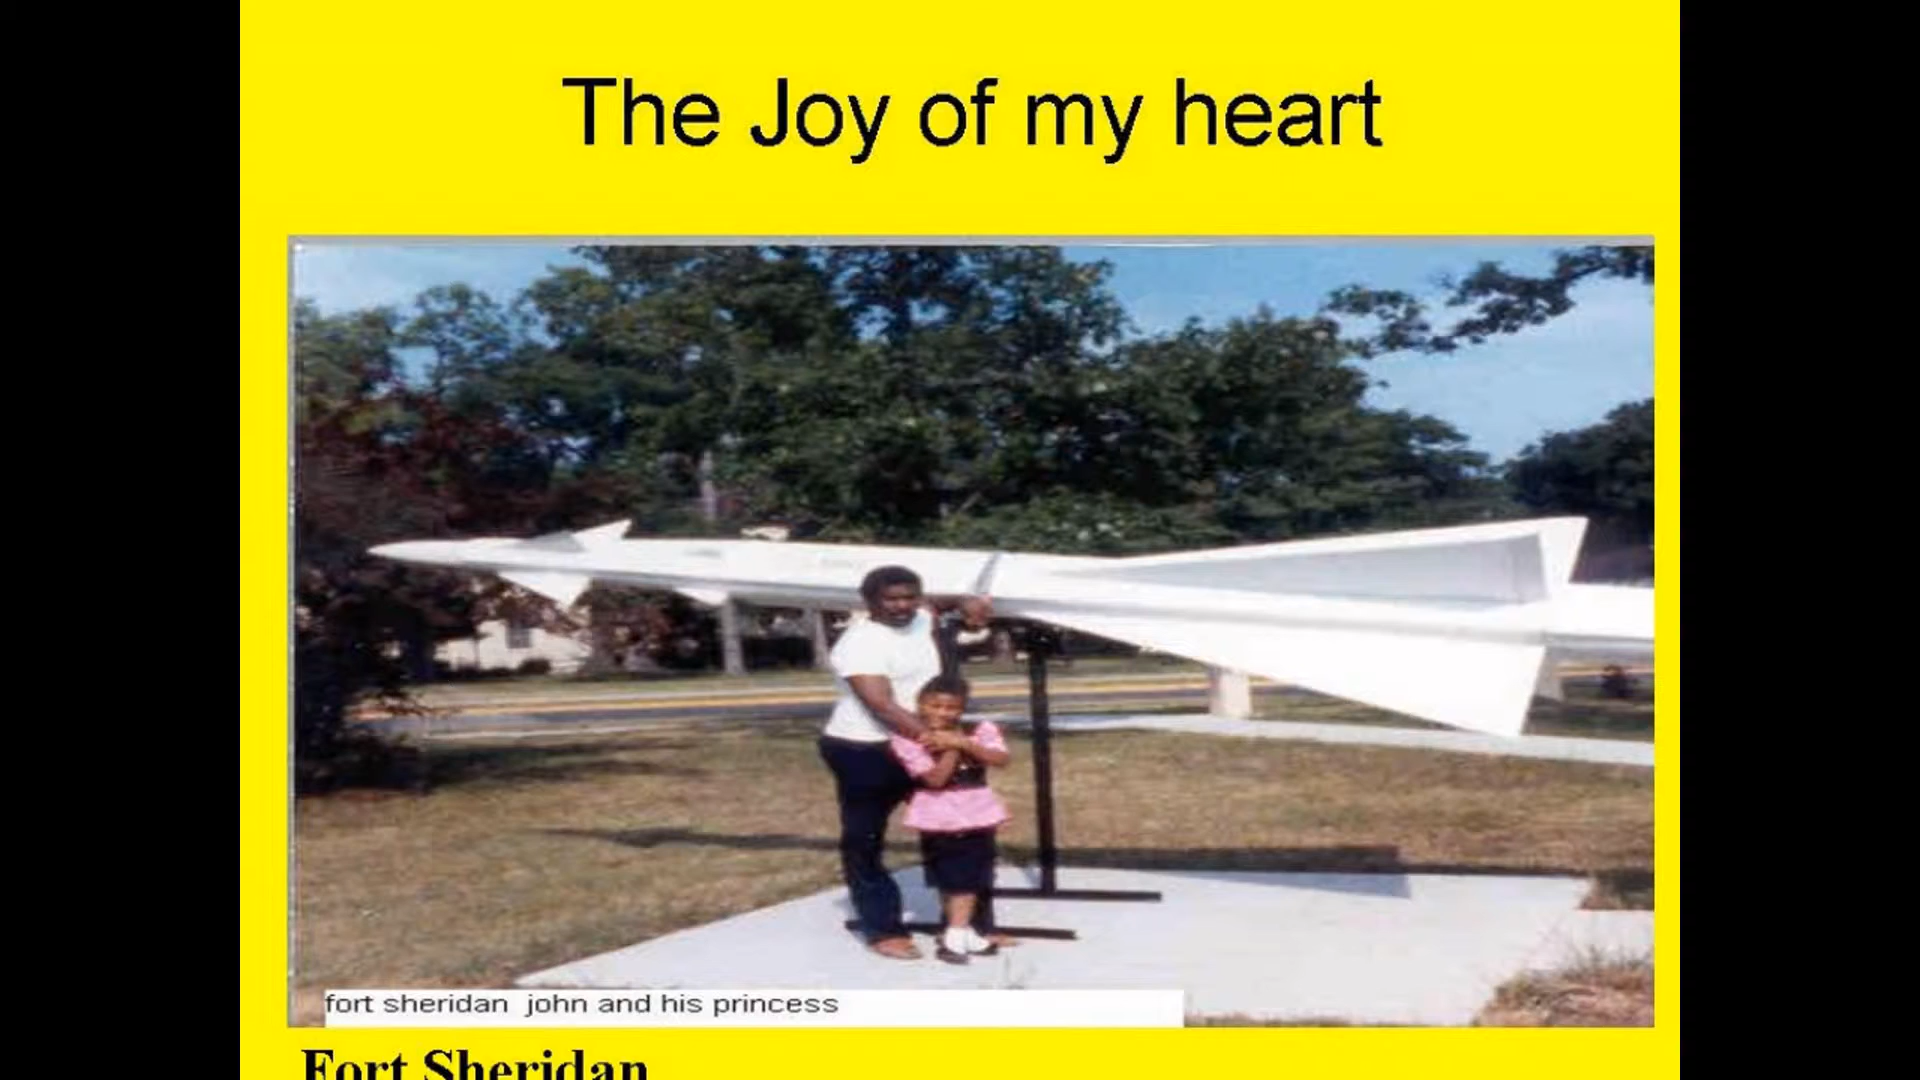 The Joy of my heart
fort sheridan john and his princess
Fort Sheridan